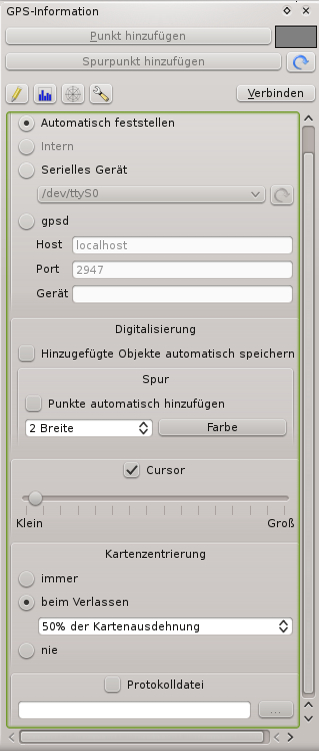 GPS-Information
Punkt hinzufügen
Spurpunkt hinzufügen
Verbinden
Automatisch feststellen
Intern
Serielles Gerät
/dev/ttyS0
gpsd
Host localhost
Port 2947
Gerät
Digitalisierung
Hinzugefügte Objekte automatisch speichern
Spur
Punkte automatisch hinzufügen
2 Breite Farbe
Cursor
Klein Groß
Kartenzentrierung
immer
beim Verlassen
50% der Kartenausdehnung
nie
Protokolldatei
...